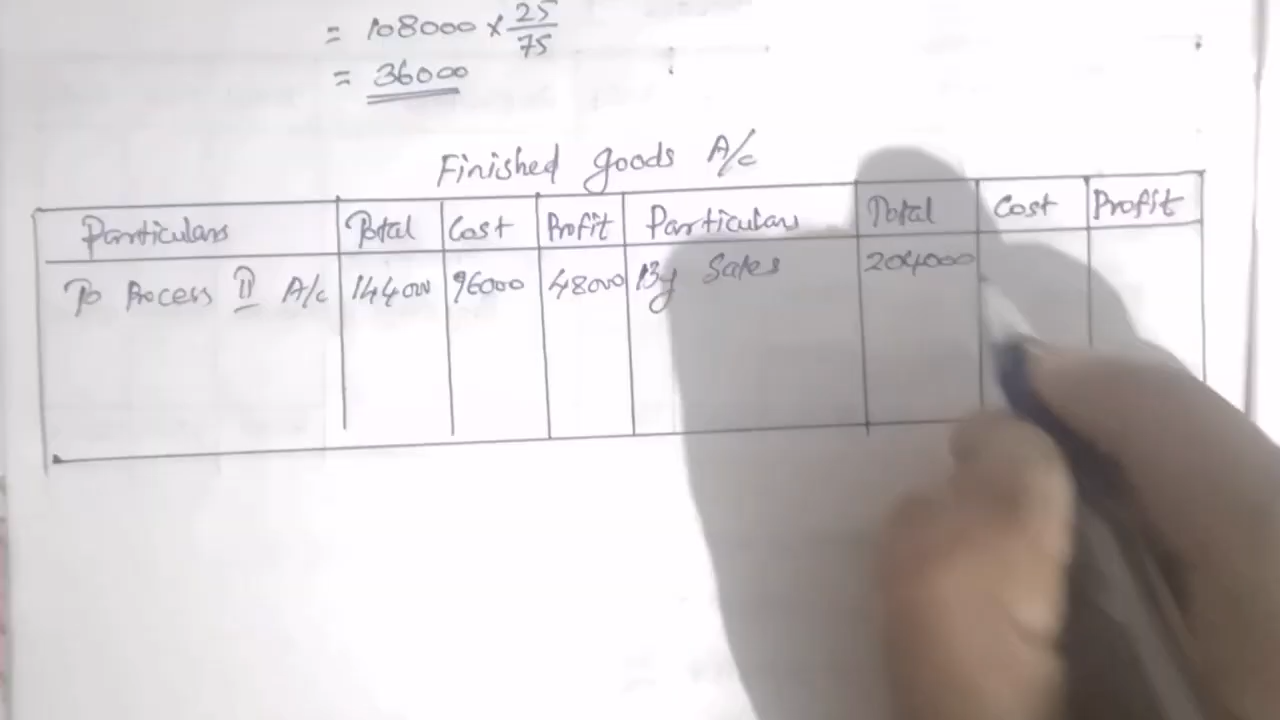 = 108000 × 25/75
= 36000
Finished goods A/c
Particulars Total Cost Profit Particulars Total Cost Profit
To Process II A/c 144000 96000 48000 By Sales 204000